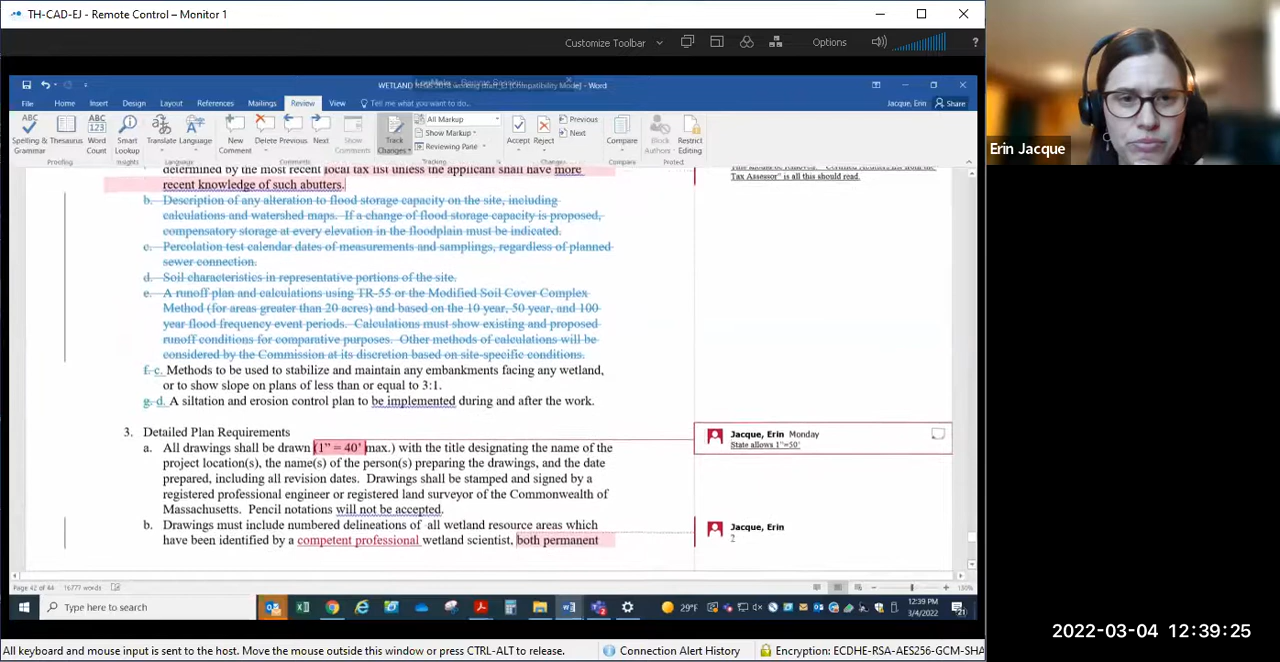 TH-CAD-EJ - Remote Control – Monitor 1
Customize Toolbar
Options
?
WETLAND
(Compatibility Mode) - Word
File Home Insert Design Layout References Mailings Review View Tell me what you want to do...
Jacque, Erin Share
Spelling & Grammar
Thesaurus
Word Count
Smart Lookup
Translate
Language
New Comment
Delete
Previous
Next
Show Comments
Track Changes
All Markup
Show Markup
Reviewing Pane
Accept
Reject
Previous
Next
Compare
Block Authors
Restrict Editing
Proofing
Insights
Language
Comments
Tracking
Changes
Compare
Protect
determined by the most recent local tax list unless the applicant shall have more
recent knowledge of such abutters.
b. Description of any alteration to flood storage capacity on the site, including
calculations and watershed maps. If a change of flood storage capacity is proposed,
compensatory storage at every elevation in the floodplain must be indicated.
c. Percolation test calendar dates of measurements and samplings, regardless of planned
sewer connection.
d. Soil characteristics in representative portions of the site.
e. A runoff plan and calculations using TR-55 or the Modified Soil Cover Complex
Method (for areas greater than 20 acres) and based on the 10 year, 50 year, and 100
year flood frequency event periods. Calculations must show existing and proposed
runoff conditions for comparative purposes. Other methods of calculations will be
considered by the Commission at its discretion based on site-specific conditions.
f. c. Methods to be used to stabilize and maintain any embankments facing any wetland,
or to show slope on plans of less than or equal to 3:1.
g. d. A siltation and erosion control plan to be implemented during and after the work.
3. Detailed Plan Requirements
a. All drawings shall be drawn (1” = 40’ max.) with the title designating the name of the
project location(s), the name(s) of the person(s) preparing the drawings, and the date
prepared, including all revision dates. Drawings shall be stamped and signed by a
registered professional engineer or registered land surveyor of the Commonwealth of
Massachusetts. Pencil notations will not be accepted.
b. Drawings must include numbered delineations of all wetland resource areas which
have been identified by a competent professional wetland scientist, both permanent
Tax Assessor" is all this should read.
Jacque, Erin Monday
State allows 1”=50’
Jacque, Erin
2
Page 42 of 44 16777 words
130%
Type here to search
29°F
12:39 PM
3/4/2022
21
All keyboard and mouse input is sent to the host. Move the mouse outside this window or press CTRL-ALT to release.
Connection Alert History
Encryption: ECDHE-RSA-AES256-GCM-SHA
Erin Jacque
2022-03-04 12:39:25